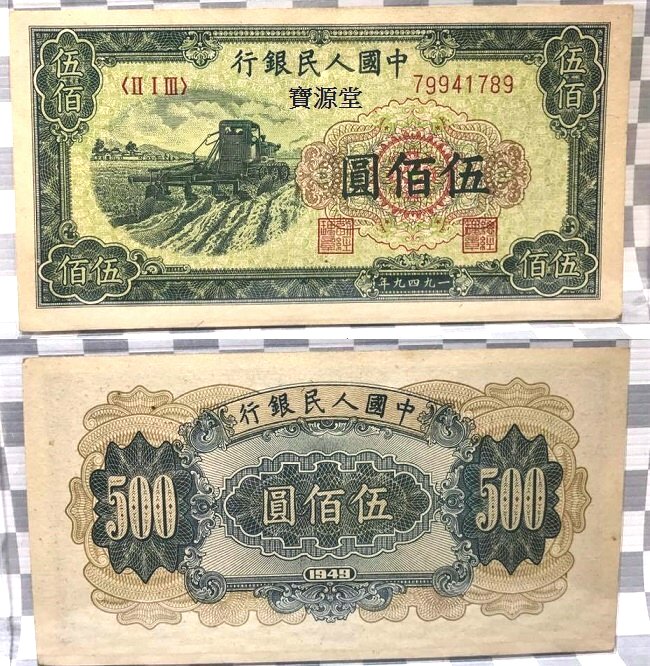 行銀民人國中
伍佰
伍佰
〈II I III〉
79941789
寶源堂
圓佰伍
佰伍
佰伍
年九四九一
行銀民人國中
500
圓佰伍
500
1949